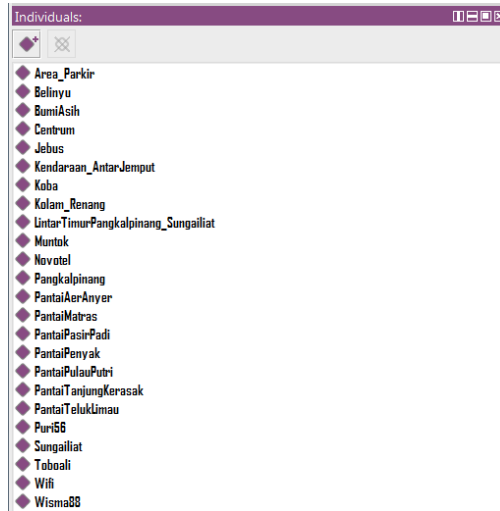 Individuals:
Area_Parkir
Belinyu
BumiAsih
Centrum
Jebus
Kendaraan_AntarJemput
Koba
Kolam_Renang
LintarTimurPangkalpinang_Sungailiat
Muntok
Novotel
Pangkalpinang
PantaiAerAnyer
PantaiMatras
PantaiPasirPadi
PantaiPenyak
PantaiPulauPutri
PantaiTanjungKerasak
PantaiTelukLimau
Puri56
Sungailiat
Toboali
Wifi
Wisma88